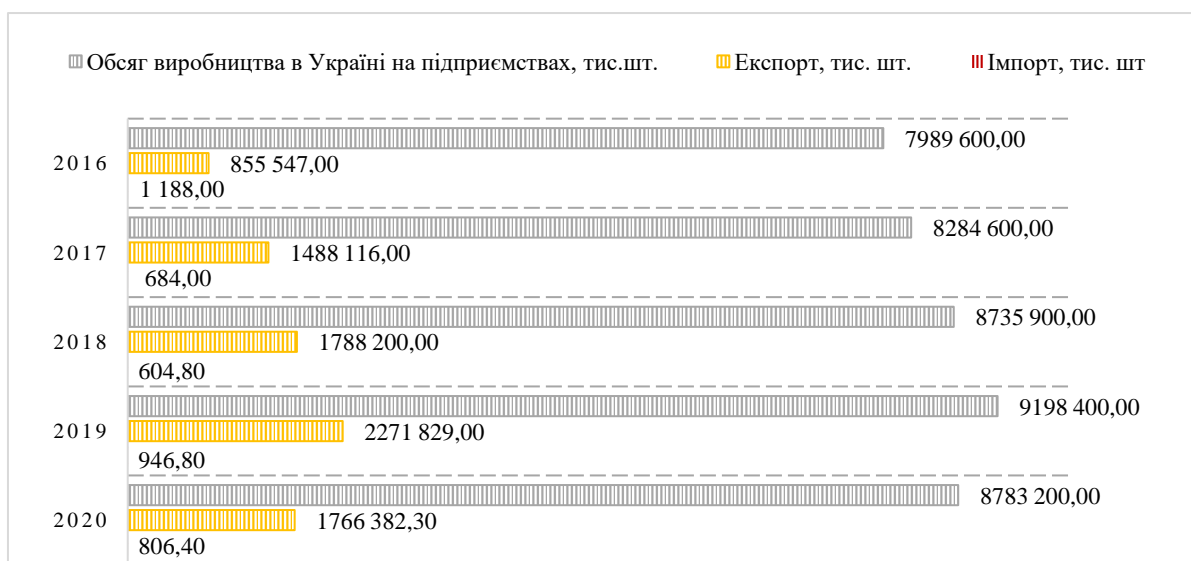 Обсяг виробництва в Україні на підприємствах, тис.шт. Експорт, тис. шт. Імпорт, тис. шт
7989 600,00
2016 855 547,00
1 188,00
8284 600,00
2017 1488 116,00
684,00
8735 900,00
2018 1788 200,00
604,80
9198 400,00
2019 2271 829,00
946,80
8783 200,00
2020 1766 382,30
806,40